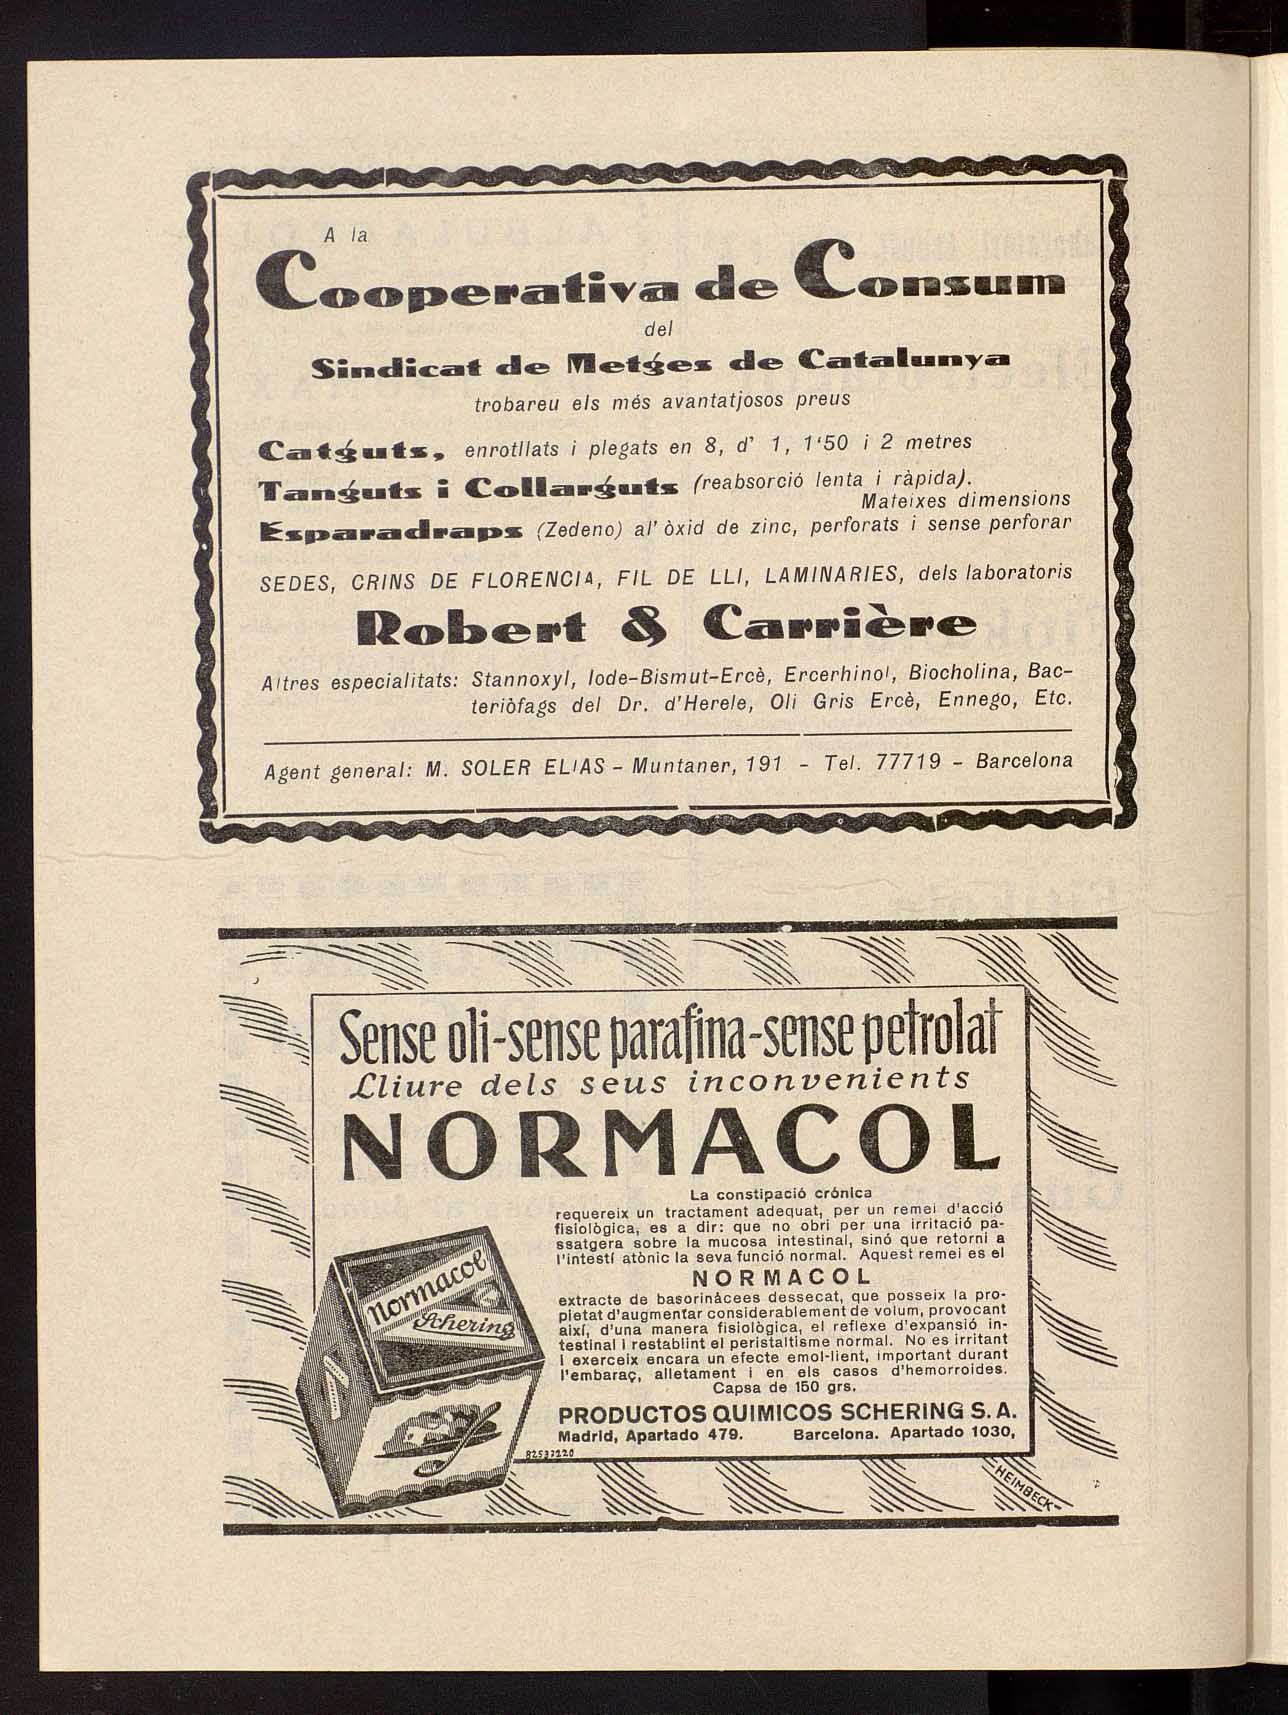 A la
Cooperativa de Consum
del
Sindicat de Metges de Catalunya
trobareu els més avantatjosos preus
Catguts, enrotllats i plegats en 8, d' 1, 1'50 i 2 metres
Tanguts i Collarguts (reabsorció lenta i ràpida).
Mateixes dimensions
Esparadraps (Zedeno) al' òxid de zinc, perforats i sense perforar
SEDES, CRINS DE FLORENCIA, FIL DE LLI, LAMINARIES, dels laboratoris
Robert & Carrière
Altres especialitats: Stannoxyl, Iode-Bismut-Ercè, Ercerhinol, Biocholina, Bac-
teriòfags del Dr. d'Herele, Oli Gris Ercè, Ennego, Etc.
Agent general: M. SOLER ELIAS - Muntaner, 191 - Tel. 77719 - Barcelona
Sense oli-sense parafina-sense petrolat
Lliure dels seus inconvenients
NORMACOL
La constipació crónica
requereix un tractament adequat, per un remei d'acció
fisiològica, es a dir: que no obri per una irritació pa-
ssatgera sobre la mucosa intestinal, sinó que retorni a
l'intestí atònic la seva funció normal. Aquest remei es el
NORMACOL
extracte de basorinàcees dessecat, que posseix la pro-
pietat d'augmentar considerablement de volum, provocant
així, d'una manera fisiològica, el reflexe d'expansió in-
testinal i restablint el peristaltisme normal. No es irritant
i exerceix encara un efecte emol-lient, important durant
l'embaraç, alletament i en els casos d'hemorroides.
Capsa de 150 grs.
PRODUCTOS QUIMICOS SCHERING S. A.
Madrid, Apartado 479. Barcelona. Apartado 1030,
Normacol
Schering
82532220
HEIMBECK